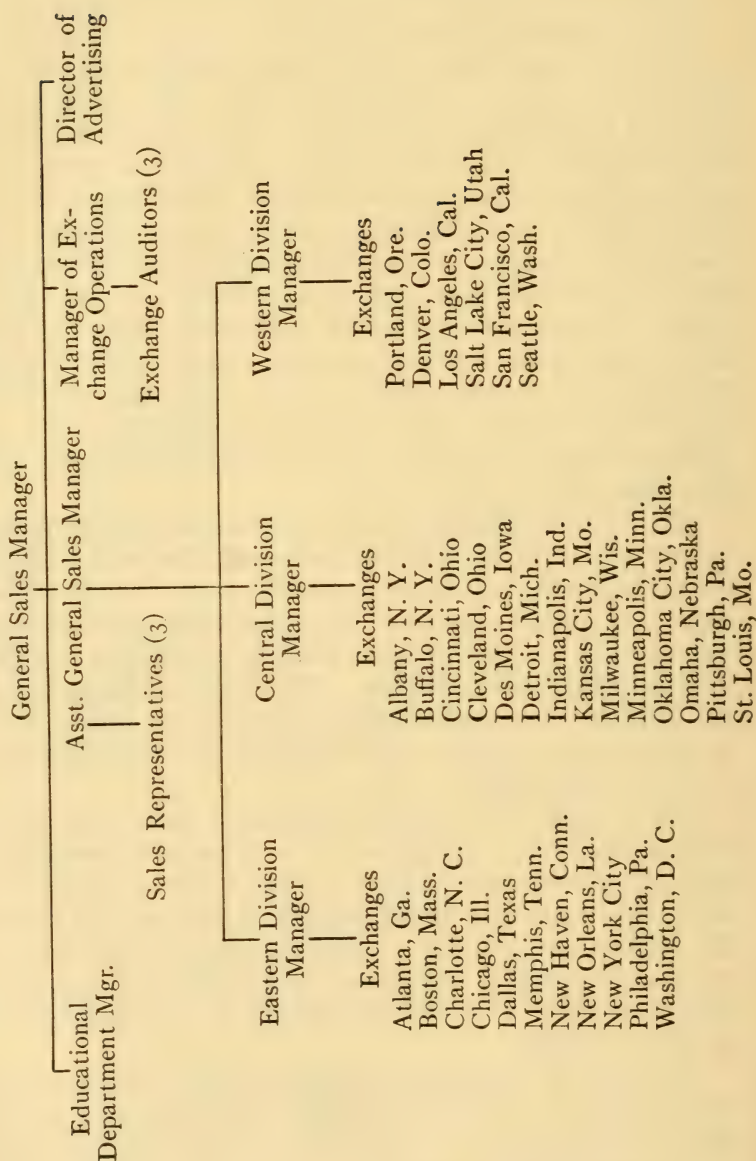 General Sales Manager
Educational
Department Mgr.
Asst. General Sales Manager
Manager of Ex-
change Operations
Director of
Advertising
Sales Representatives (3)
Exchange Auditors (3)
Eastern Division
Manager
Exchanges
Atlanta, Ga.
Boston, Mass.
Charlotte, N. C.
Chicago, Ill.
Dallas, Texas
Memphis, Tenn.
New Haven, Conn.
New Orleans, La.
New York City
Philadelphia, Pa.
Washington, D. C.
Central Division
Manager
Exchanges
Albany, N. Y.
Buffalo, N. Y.
Cincinnati, Ohio
Cleveland, Ohio
Des Moines, Iowa
Detroit, Mich.
Indianapolis, Ind.
Kansas City, Mo.
Milwaukee, Wis.
Minneapolis, Minn.
Oklahoma City, Okla.
Omaha, Nebraska
Pittsburgh, Pa.
St. Louis, Mo.
Western Division
Manager
Exchanges
Portland, Ore.
Denver, Colo.
Los Angeles, Cal.
Salt Lake City, Utah
San Francisco, Cal.
Seattle, Wash.